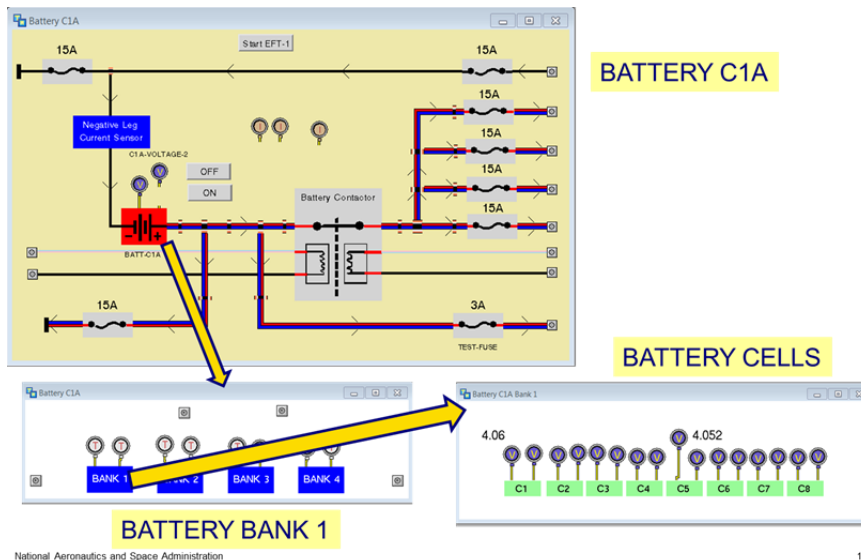 Battery C1A
Start EFT-1
15A
15A
BATTERY C1A
15A
Negative Leg
Current Sensor
15A
C1A-VOLTAGE-2
V
V
OFF
ON
15A
Battery Contactor
15A
BATT-C1A
15A
3A
TEST-FUSE
BATTERY CELLS
Battery C1A
Battery C1A Bank 1
4.06
4.052
V V V V V V V V V V V V V V V V
T T T T T
BANK 1 BANK 2 BANK 3 BANK 4
C1 C2 C3 C4 C5 C6 C7 C8
BATTERY BANK 1
National Aeronautics and Space Administration
1